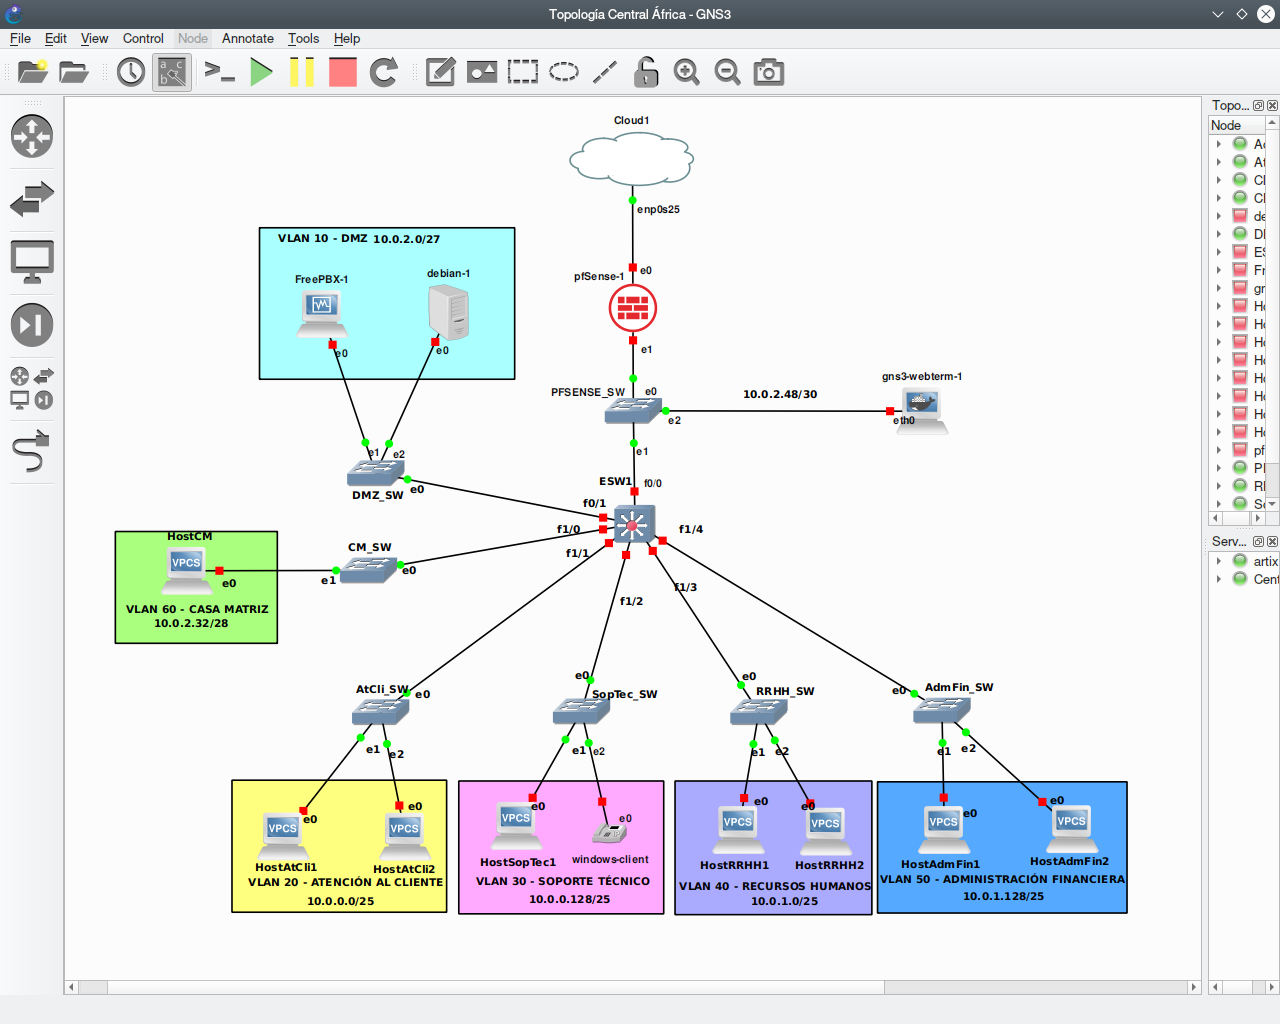 Topología Central África - GNS3
File Edit View Control Node Annotate Tools Help
Topo...
Node
Cloud1
enp0s25
e0
pfSense-1
e1
VLAN 10 - DMZ 10.0.2.0/27
FreePBX-1
debian-1
e0
e0
e1
e2
DMZ_SW
e0
PFSENSE_SW
e0
e2
e1
10.0.2.48/30
gns3-webterm-1
eth0
ESW1
f0/0
f0/1
f1/0
f1/1
f1/2
f1/3
f1/4
HostCM
VPCS
e0
VLAN 60 - CASA MATRIZ
10.0.2.32/28
CM_SW
e1
e0
AtCli_SW
e0
e1
e2
SopTec_SW
e0
e1
e2
RRHH_SW
e0
e1
e2
AdmFin_SW
e0
e1
e2
e0
e0
VPCS
VPCS
HostAtCli1
HostAtCli2
VLAN 20 - ATENCIÓN AL CLIENTE
10.0.0.0/25
e0
e0
VPCS
HostSopTec1
windows-client
VLAN 30 - SOPORTE TÉCNICO
10.0.0.128/25
e0
e0
VPCS
VPCS
HostRRHH1
HostRRHH2
VLAN 40 - RECURSOS HUMANOS
10.0.1.0/25
e0
e0
VPCS
VPCS
HostAdmFin1
HostAdmFin2
VLAN 50 - ADMINISTRACIÓN FINANCIERA
10.0.1.128/25
Serv...
artix
Cent